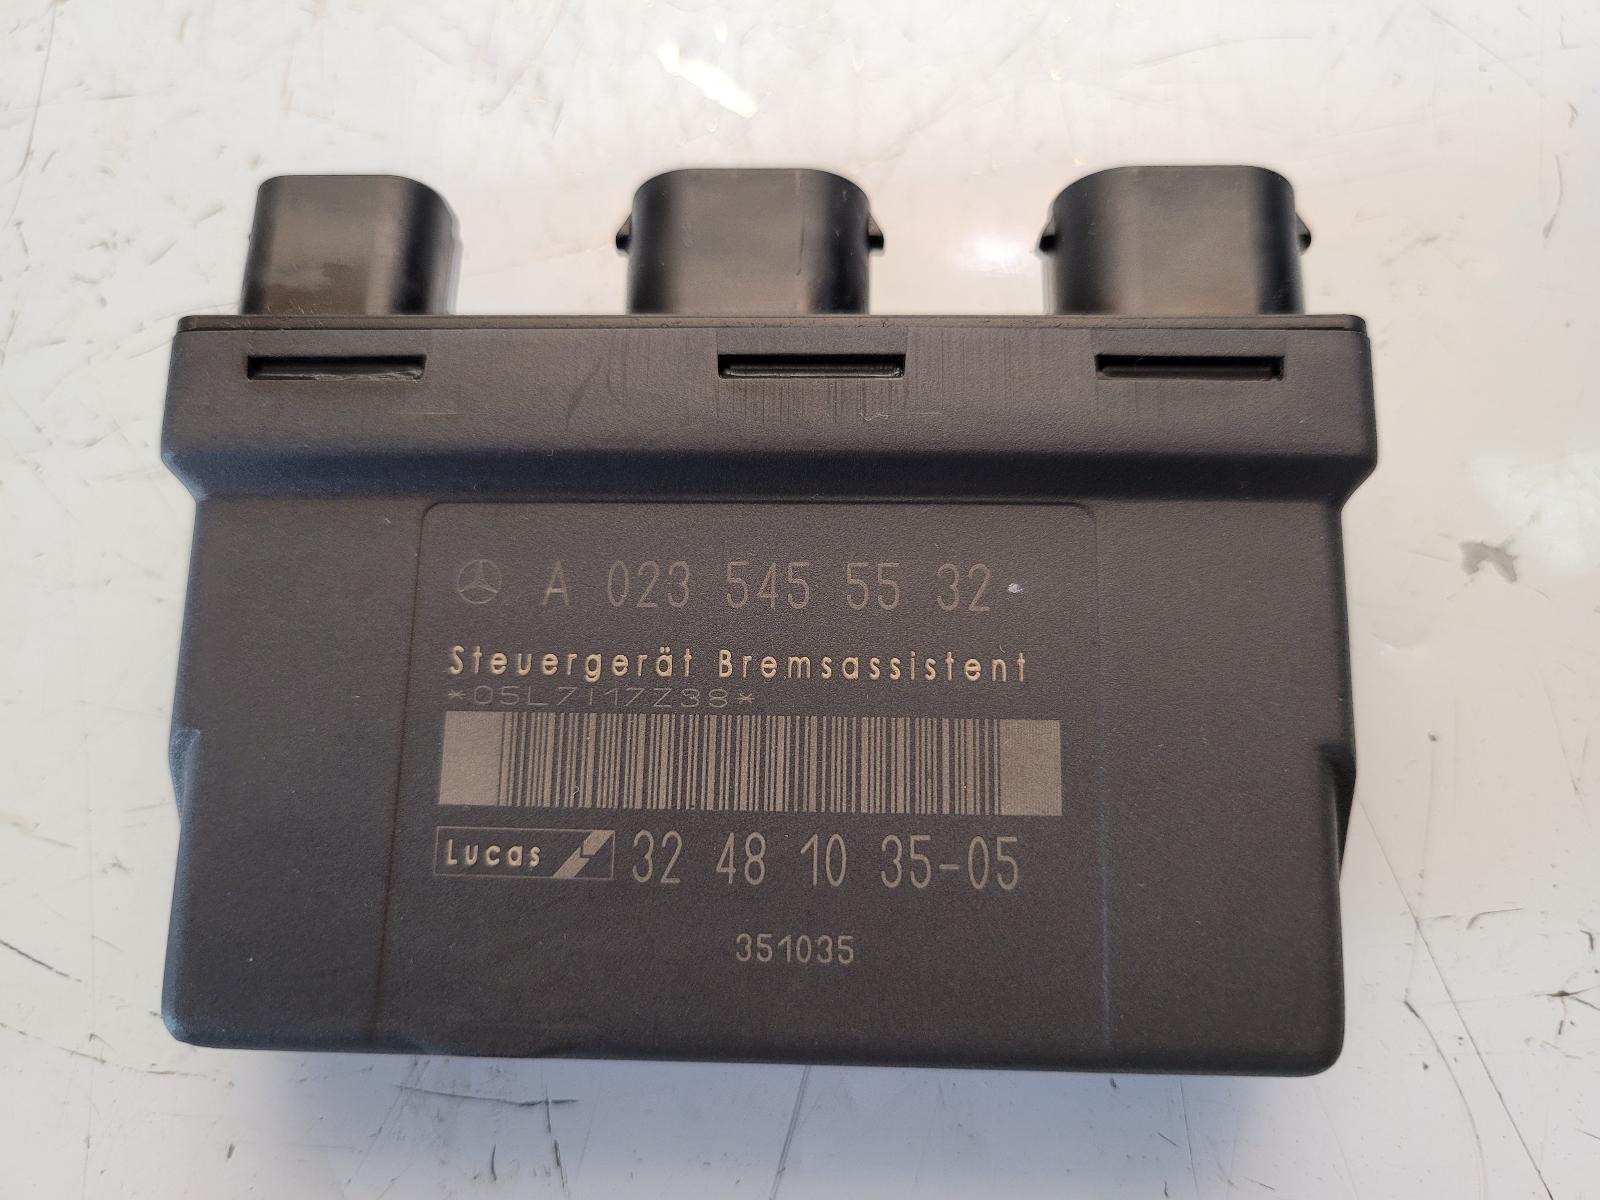 A 023 545 55 32
Steuergerät Bremsassistent
*05L7117Z38*
Lucas 32 48 10 35-05
351035